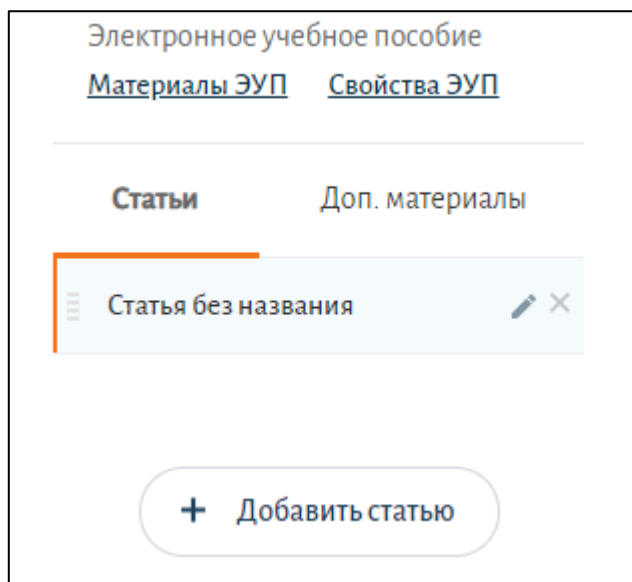 Электронное учебное пособие
Материалы ЭУП Свойства ЭУП
Статьи Доп. материалы
Статья без названия
+ Добавить статью